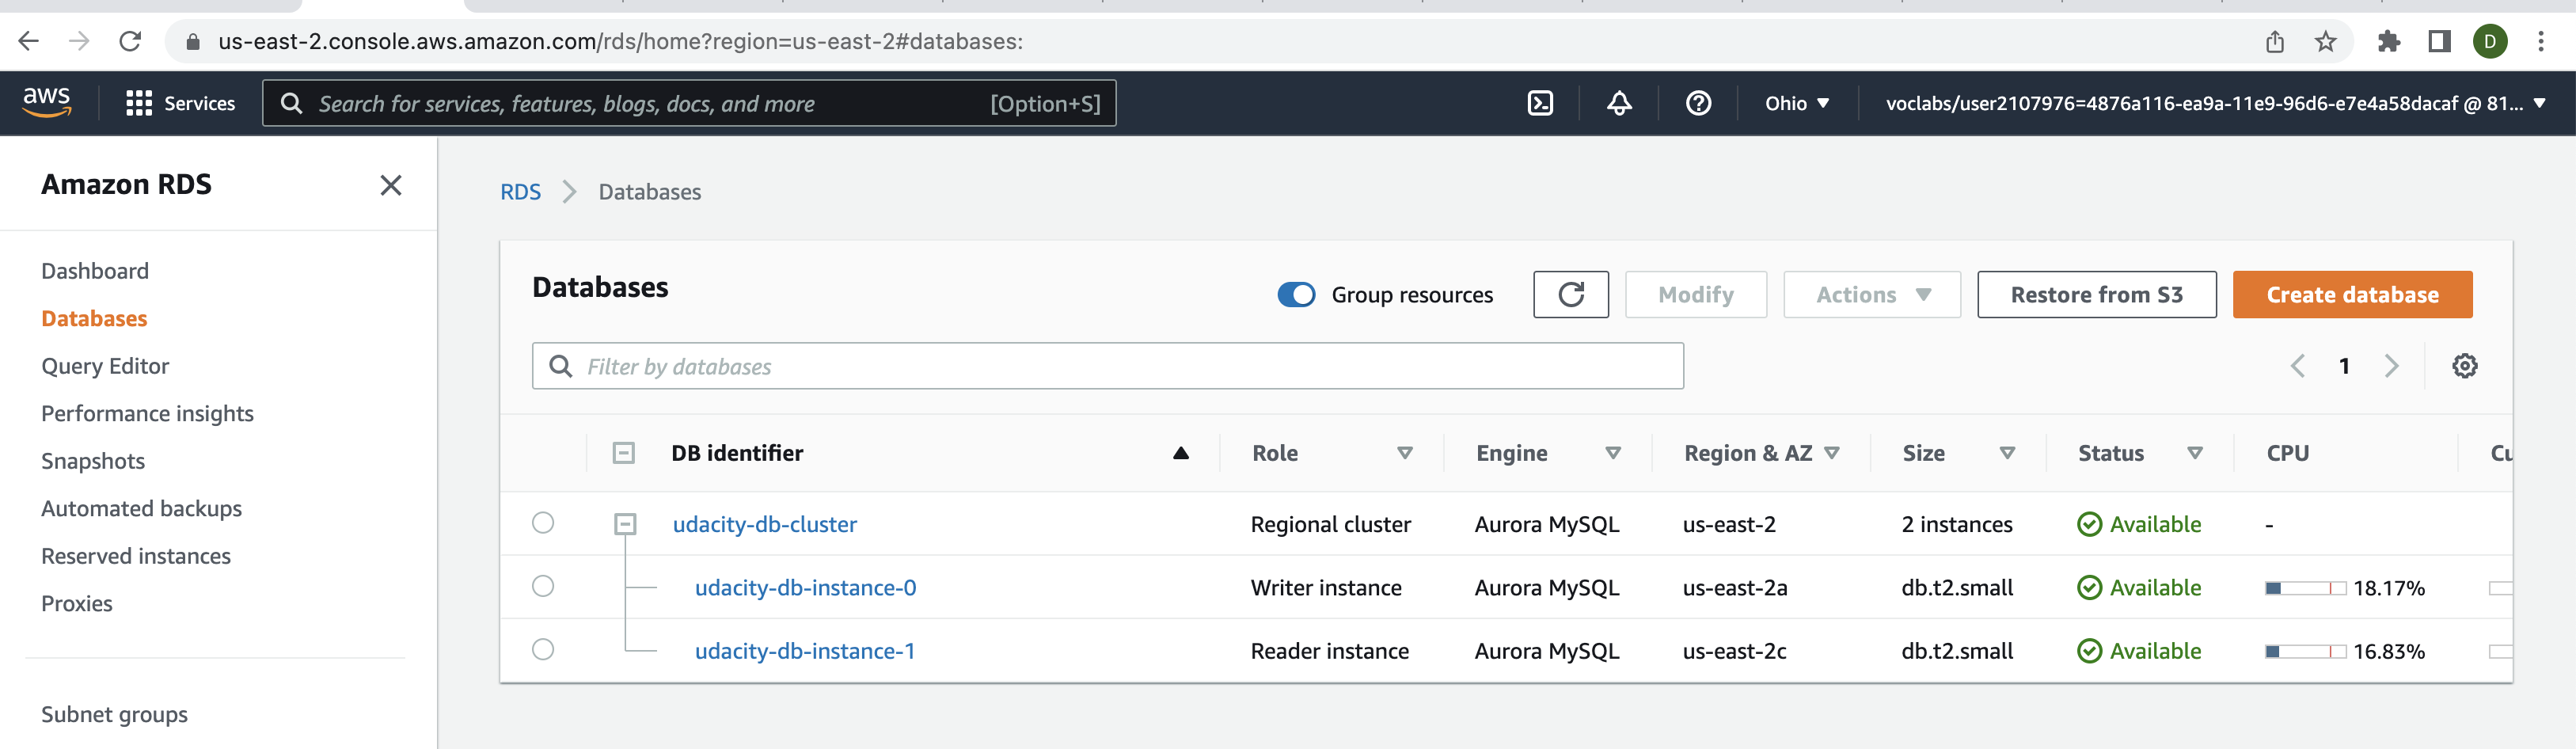 us-east-2.console.aws.amazon.com/rds/home?region=us-east-2#databases:
D
aws
Services
Search for services, features, blogs, docs, and more
[Option+S]
Ohio
voclabs/user2107976=4876a116-ea9a-11e9-96d6-e7e4a58dacaf @ 81...
Amazon RDS
Dashboard
Databases
Query Editor
Performance insights
Snapshots
Automated backups
Reserved instances
Proxies
Subnet groups
RDS > Databases
Databases
Group resources
Modify
Actions
Restore from S3
Create database
Filter by databases
1
DB identifier Role Engine Region & AZ Size Status CPU Cu
udacity-db-cluster Regional cluster Aurora MySQL us-east-2 2 instances Available -
udacity-db-instance-0 Writer instance Aurora MySQL us-east-2a db.t2.small Available 18.17%
udacity-db-instance-1 Reader instance Aurora MySQL us-east-2c db.t2.small Available 16.83%